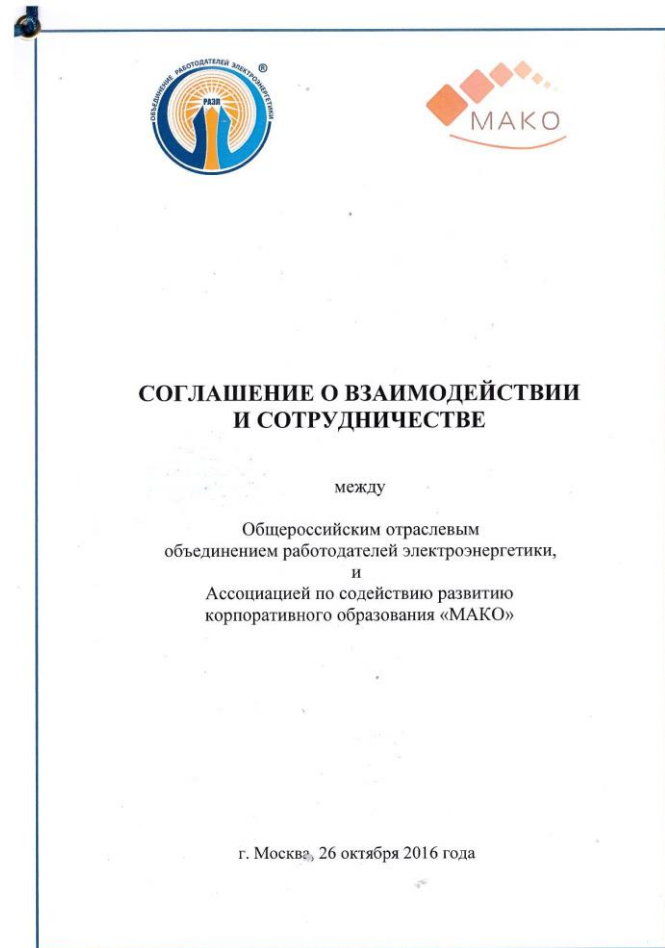 ОБЪЕДИНЕНИЕ РАБОТОДАТЕЛЕЙ ЭЛЕКТРОЭНЕРГЕТИКИ
®
РАЭЛ
МАКО
СОГЛАШЕНИЕ О ВЗАИМОДЕЙСТВИИ
И СОТРУДНИЧЕСТВЕ
между
Общероссийским отраслевым
объединением работодателей электроэнергетики,
и
Ассоциацией по содействию развитию
корпоративного образования «МАКО»
г. Москва, 26 октября 2016 года